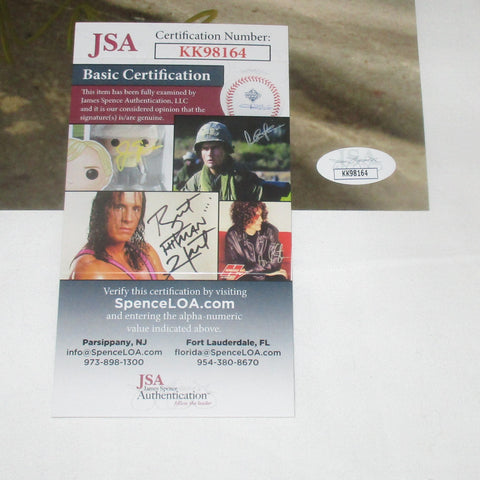 JSA
Certification Number:
KK98164
Basic Certification
This item has been fully examined by
James Spence Authentication, LLC
and it is our considered opinion that the
signature(s) is/are genuine.
KK98164
Bret
HITMAN
Hart
Verify this certification by visiting
SpenceLOA.com
and entering the alpha-numeric
value indicated above.
Parsippany, NJ
info@SpenceLOA.com
973-898-1300
Fort Lauderdale, FL
florida@SpenceLOA.com
954-380-8670
JSA
James Spence
Authentication
follow the leader